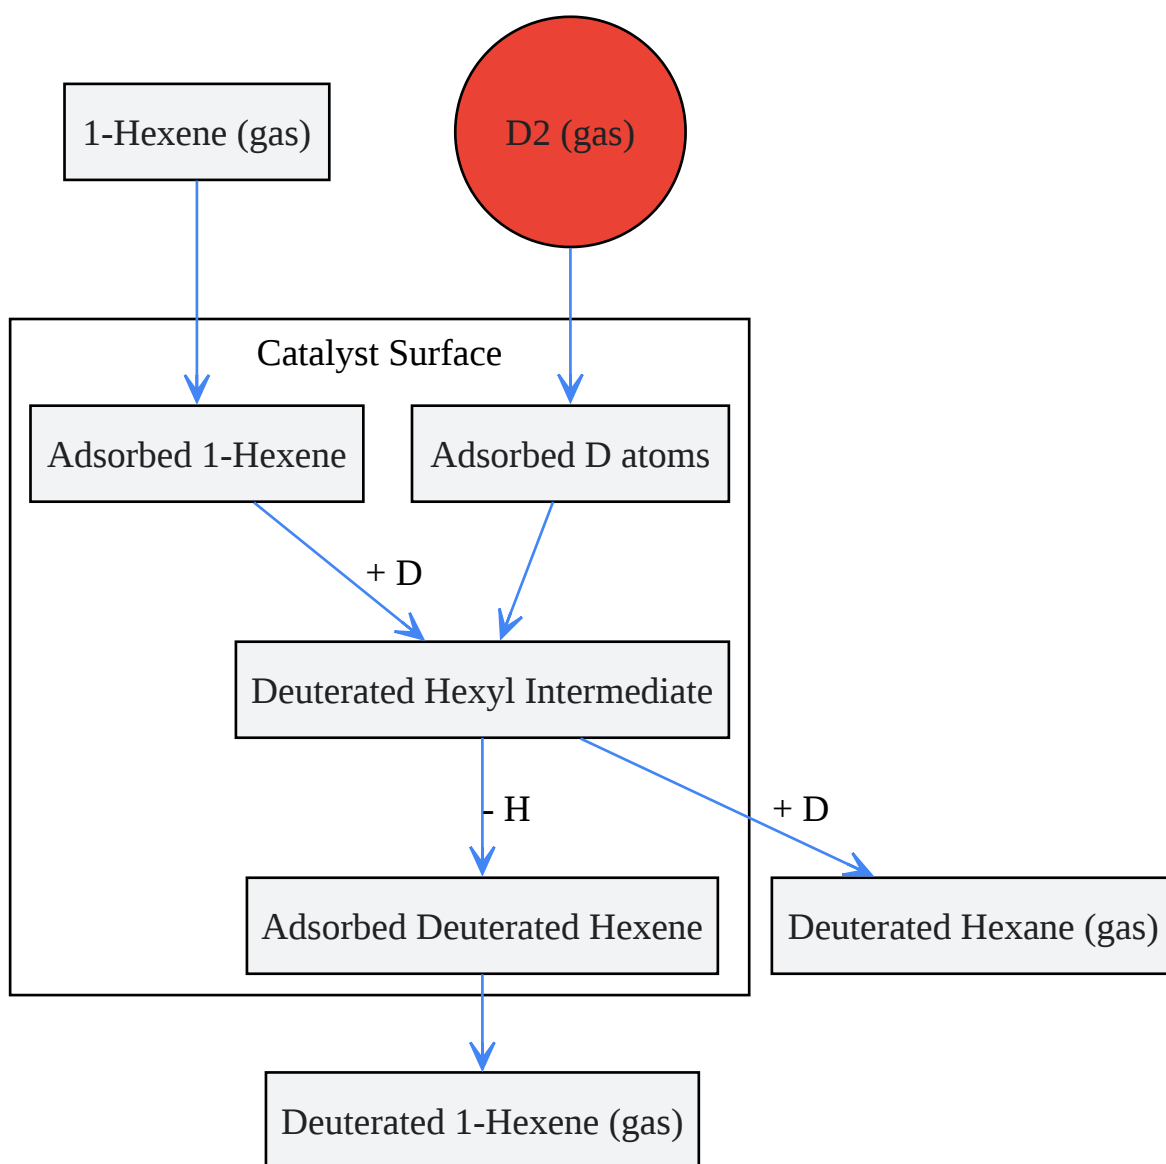 1-Hexene (gas)
D2 (gas)
Catalyst Surface
Adsorbed 1-Hexene
Adsorbed D atoms
+ D
Deuterated Hexyl Intermediate
- H
+ D
Adsorbed Deuterated Hexene
Deuterated Hexane (gas)
Deuterated 1-Hexene (gas)